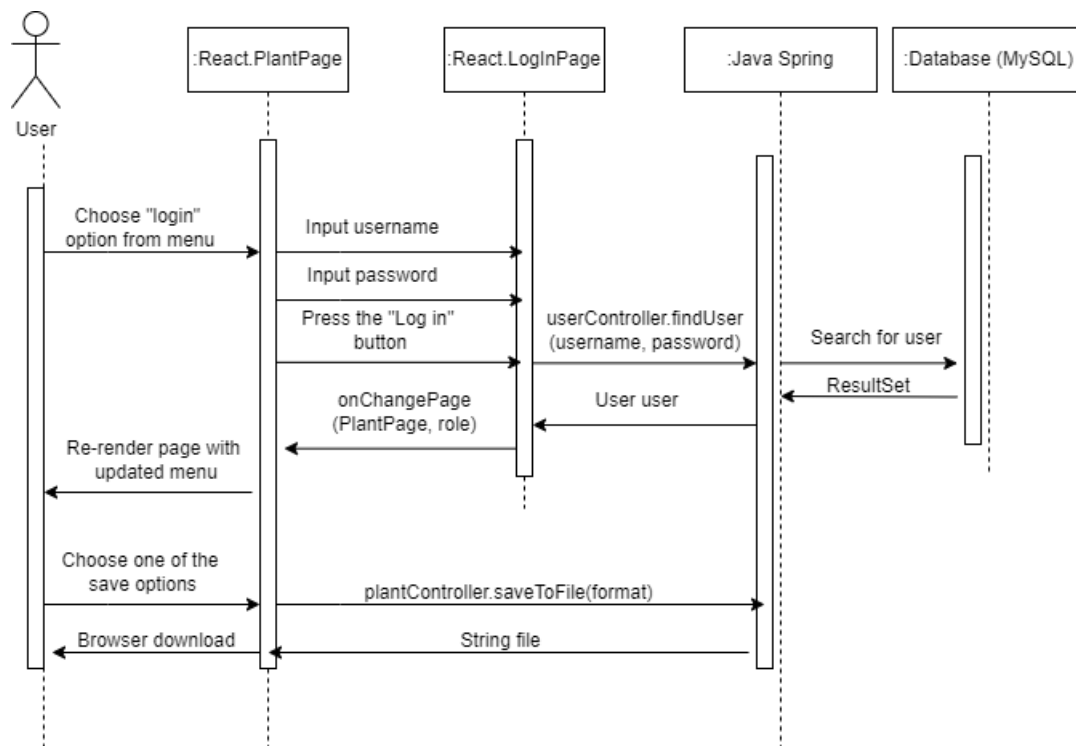 :React.PlantPage
:React.LogInPage
:Java Spring
:Database (MySQL)
User
Choose "login"
option from menu
Input username
Input password
Press the "Log in"
button
userController.findUser
(username, password)
Search for user
ResultSet
User user
onChangePage
(PlantPage, role)
Re-render page with
updated menu
Choose one of the
save options
plantController.saveToFile(format)
String file
Browser download